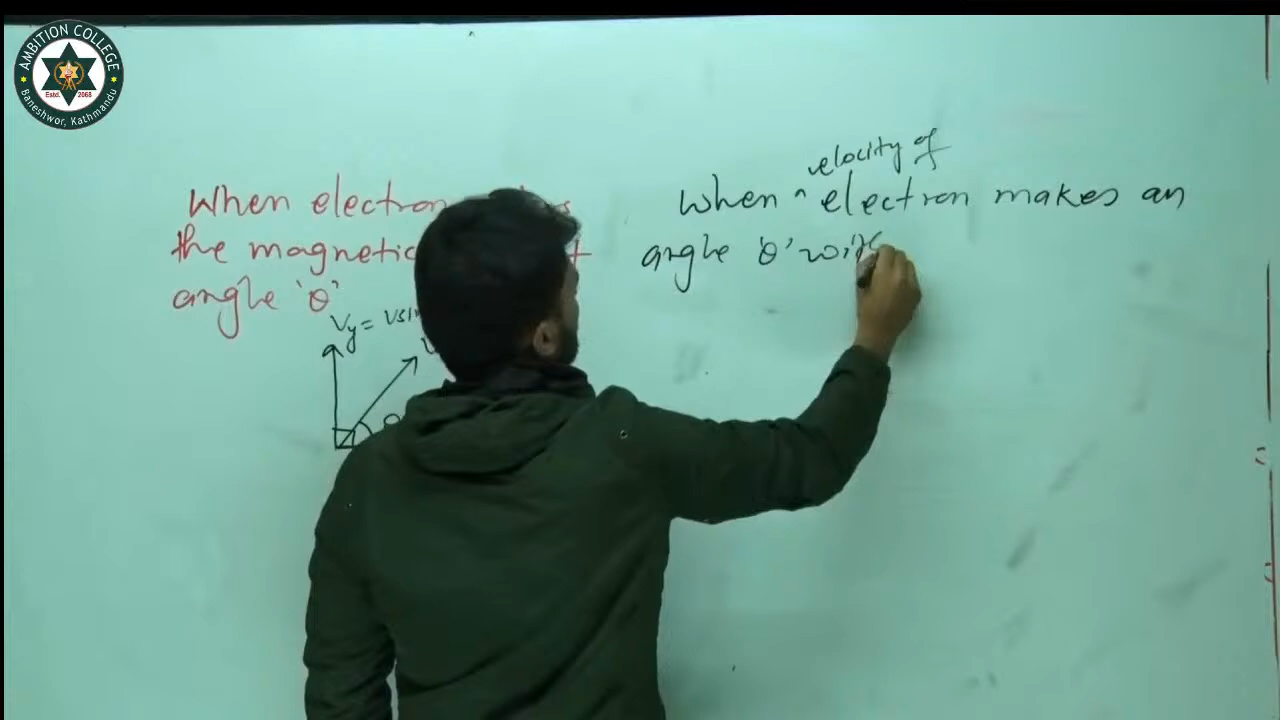 AMBITION COLLEGE
Estd. 2068
Baneshwor, Kathmandu
When electron
the magnetic
angle 'θ'
Vy = vsin
θ
velocity of
When ^ electron makes an
angle 'θ' with